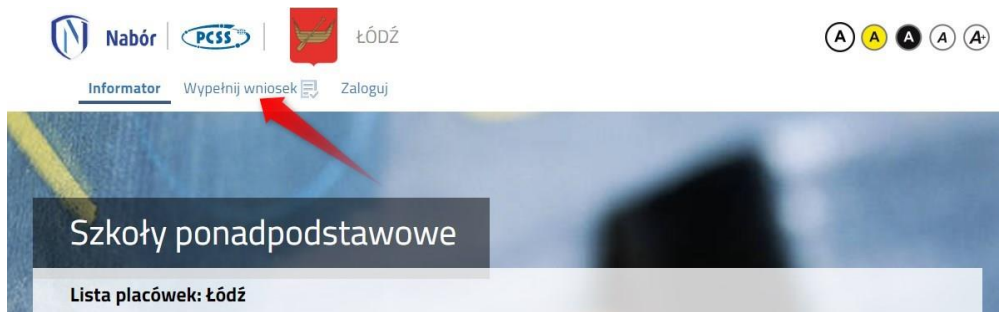 Nabór PCSS ŁÓDŹ
A A A A A+
Informator Wypełnij wniosek Zaloguj
Szkoły ponadpodstawowe
Lista placówek: Łódź